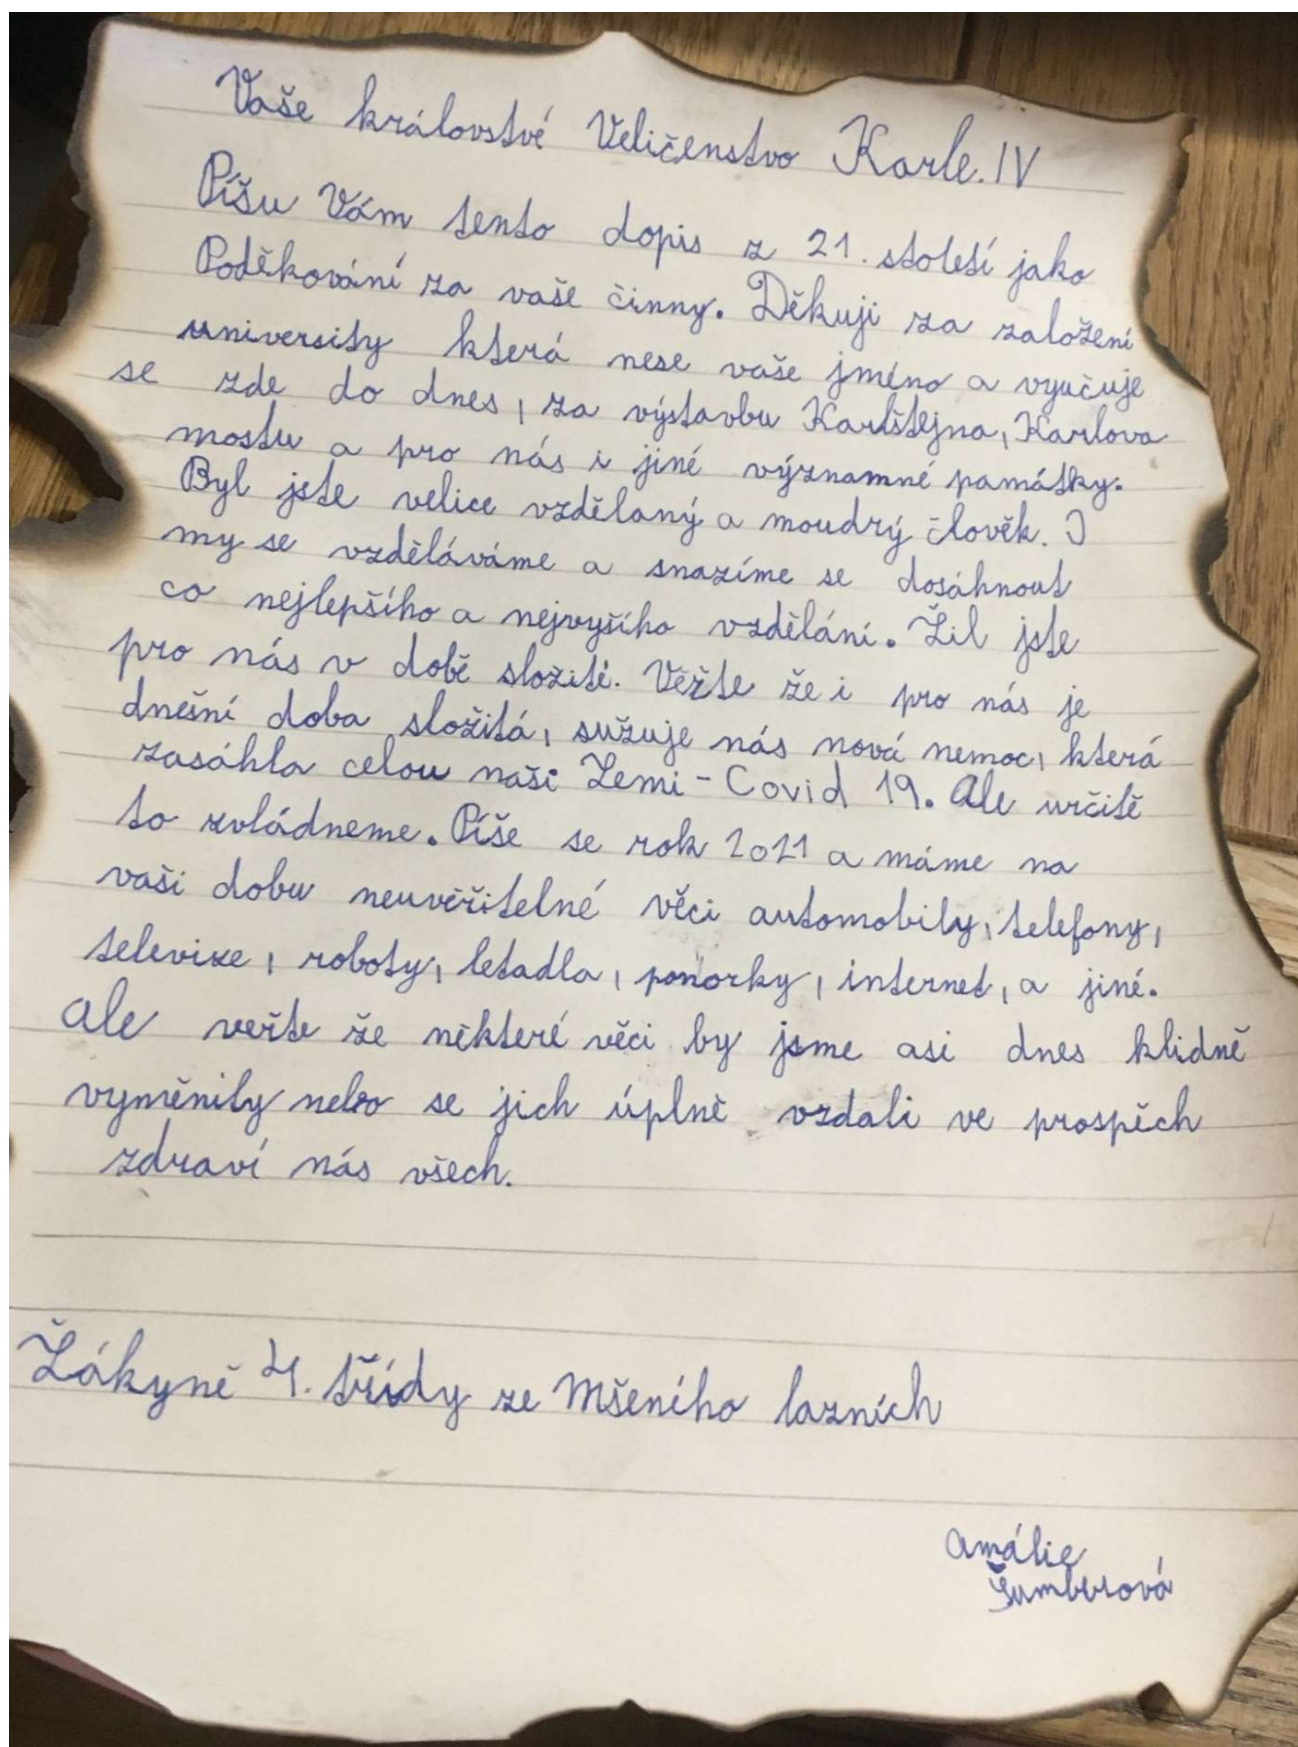 Vaše královstvé Veličenstvo Karle. IV
Píšu Vám tento dopis z 21. století jako
Poděkování za vaše činny. Děkuji za založení
university která nese vaše jméno a vyučuje
se zde do dnes, za výstavbu Karlštejna, Karlova
mostu a pro nás i jiné významné památky.
Byl jste velice vzdělaný a moudrý člověk. I
my se vzděláváme a snazíme se dosáhnout
co nejlepšího a nejvyšího vzdělání. Žil jste
pro nás v době složité. Věřte že i pro nás je
dnešní doba složitá, sužuje nás nová nemoc, která
zasáhla celou naši Zemi - Covid 19. Ale určitě
to zvládneme. Píše se rok 2021 a máme na
vaši dobu neuvěřitelné věci automobily, telefony,
televize, roboty, letadla, ponorky, internet, a jiné.
Ale veřte že některé věci by jsme asi dnes klidně
vyměnily nebo se jich úplně vzdali ve prospěch
zdraví nás všech.
Žákyně 4. třídy ze Mšeného lazních
Amálie